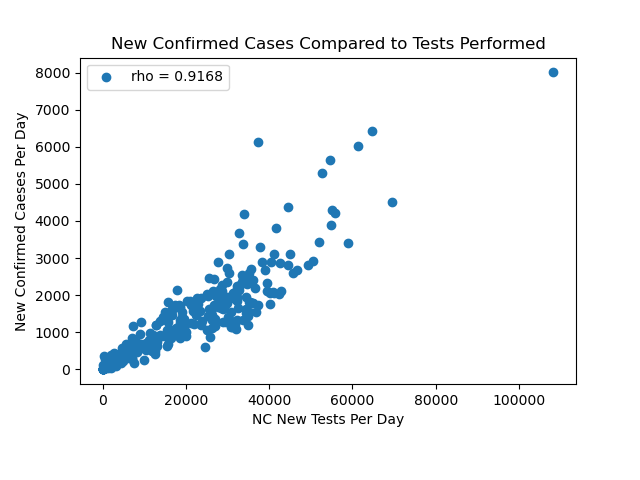 New Confirmed Cases Compared to Tests Performed
rho = 0.9168
8000
7000
6000
5000
4000
3000
2000
1000
0
New Confirmed Caeses Per Day
0 20000 40000 60000 80000 100000
NC New Tests Per Day